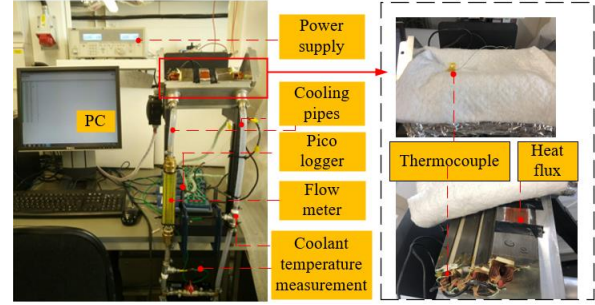 Power
supply
PC
Cooling
pipes
Pico
logger
Flow
meter
Coolant
temperature
measurement
Thermocouple
Heat
flux